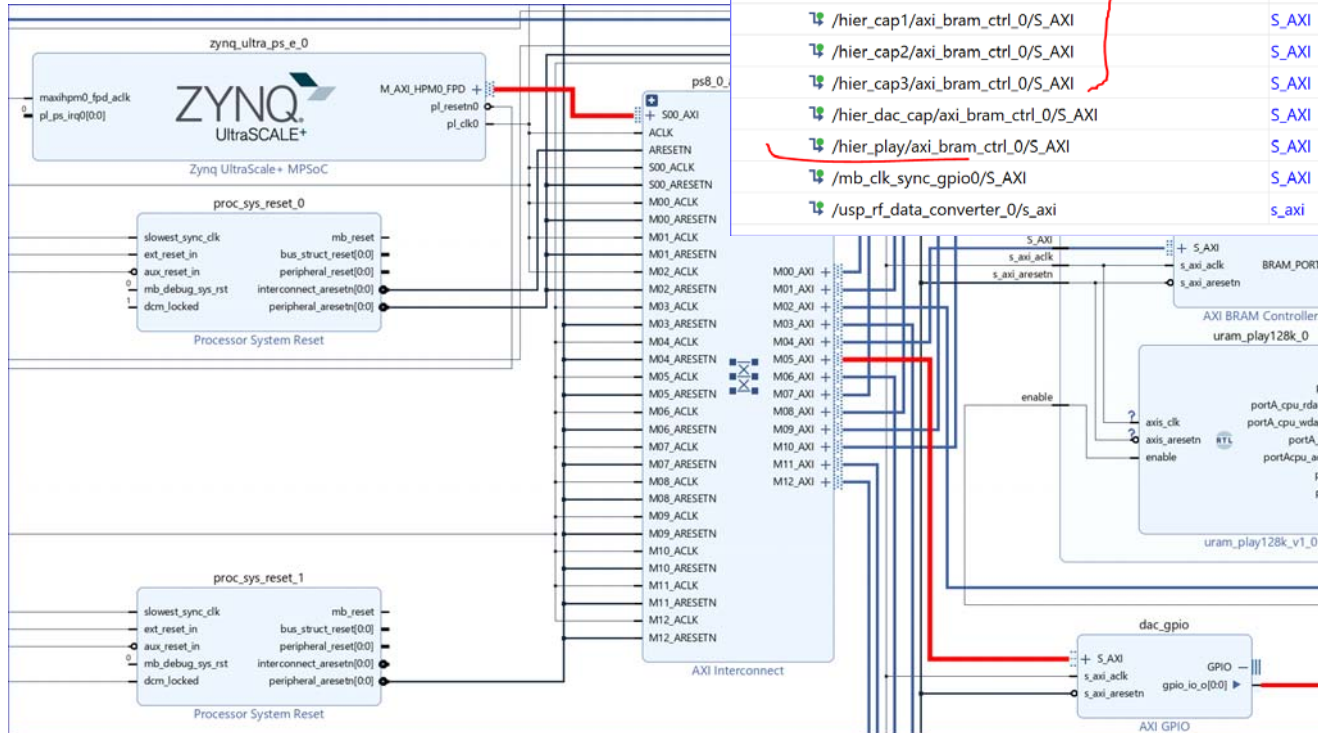 /hier_cap1/axi_bram_ctrl_0/S_AXI S_AXI
/hier_cap2/axi_bram_ctrl_0/S_AXI S_AXI
/hier_cap3/axi_bram_ctrl_0/S_AXI S_AXI
/hier_dac_cap/axi_bram_ctrl_0/S_AXI S_AXI
/hier_play/axi_bram_ctrl_0/S_AXI S_AXI
/mb_clk_sync_gpio0/S_AXI S_AXI
/usp_rf_data_converter_0/s_axi s_axi
zynq_ultra_ps_e_0
maxihpm0_fpd_aclk
pl_ps_irq0[0:0]
0
ZYNQ
UltraSCALE+
M_AXI_HPM0_FPD
pl_resetn0
pl_clk0
Zynq UltraScale+ MPSoC
proc_sys_reset_0
slowest_sync_clk
ext_reset_in
aux_reset_in
0
mb_debug_sys_rst
1
dcm_locked
mb_reset
bus_struct_reset[0:0]
peripheral_reset[0:0]
interconnect_aresetn[0:0]
peripheral_aresetn[0:0]
Processor System Reset
proc_sys_reset_1
slowest_sync_clk
ext_reset_in
aux_reset_in
0
mb_debug_sys_rst
dcm_locked
mb_reset
bus_struct_reset[0:0]
peripheral_reset[0:0]
interconnect_aresetn[0:0]
peripheral_aresetn[0:0]
Processor System Reset
ps8_0_
S00_AXI
ACLK
ARESETN
S00_ACLK
S00_ARESETN
M00_ACLK
M00_ARESETN
M01_ACLK
M01_ARESETN
M02_ACLK
M02_ARESETN
M03_ACLK
M03_ARESETN
M04_ACLK
M04_ARESETN
M05_ACLK
M05_ARESETN
M06_ACLK
M06_ARESETN
M07_ACLK
M07_ARESETN
M08_ACLK
M08_ARESETN
M09_ACLK
M09_ARESETN
M10_ACLK
M10_ARESETN
M11_ACLK
M11_ARESETN
M12_ACLK
M12_ARESETN
M00_AXI
M01_AXI
M02_AXI
M03_AXI
M04_AXI
M05_AXI
M06_AXI
M07_AXI
M08_AXI
M09_AXI
M10_AXI
M11_AXI
M12_AXI
AXI Interconnect
S_AXI
s_axi_aclk
s_axi_aresetn
enable
S_AXI
s_axi_aclk
s_axi_aresetn
BRAM_PORT
AXI BRAM Controller
uram_play128k_0
axis_clk
axis_aresetn
enable
RTL
portA_cpu_rda
portA_cpu_wda
portA_
portAcpu_a
uram_play128k_v1_0
dac_gpio
S_AXI
s_axi_aclk
s_axi_aresetn
GPIO
gpio_io_o[0:0]
AXI GPIO